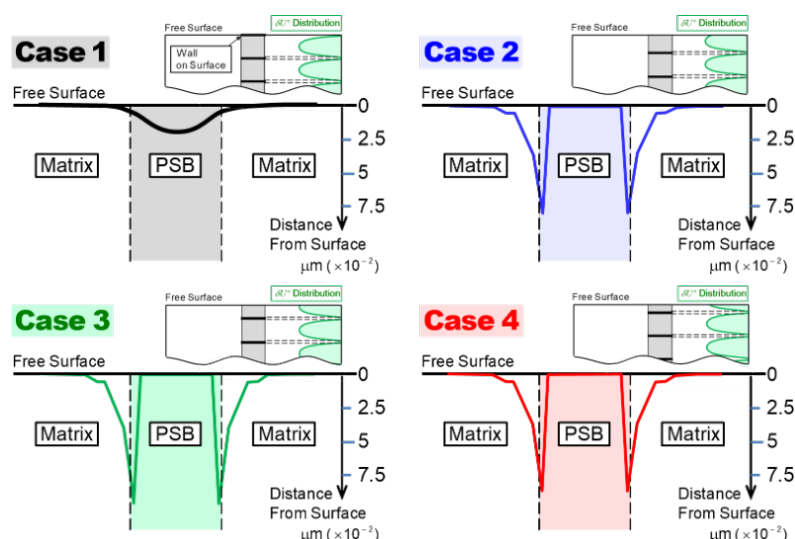 Case 1
Free Surface
δU° Distribution
Wall
on Surface
Free Surface
0
2.5
5
7.5
Matrix
PSB
Matrix
Distance
From Surface
μm (×10⁻²)
Case 2
Free Surface
Distribution
Free Surface
0
2.5
5
7.5
Matrix
PSB
Matrix
Distance
From Surface
μm (×10⁻²)
Case 3
Free Surface
Distribution
Free Surface
0
2.5
5
7.5
Matrix
PSB
Matrix
Distance
From Surface
μm (×10⁻²)
Case 4
Free Surface
Distribution
Free Surface
0
2.5
5
7.5
Matrix
PSB
Matrix
Distance
From Surface
μm (×10⁻²)